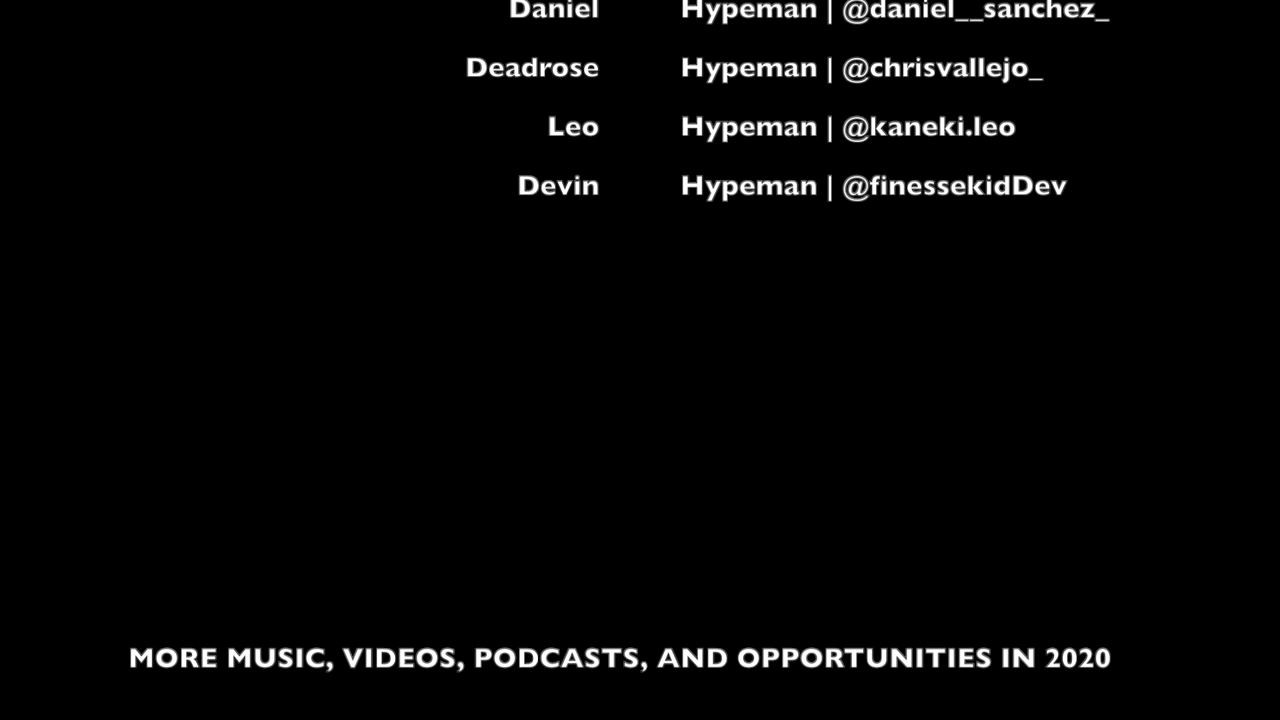 Daniel Hypeman | @daniel__sanchez_
Deadrose Hypeman | @chrisvallejo_
Leo Hypeman | @kaneki.leo
Devin Hypeman | @finessekidDev
MORE MUSIC, VIDEOS, PODCASTS, AND OPPORTUNITIES IN 2020